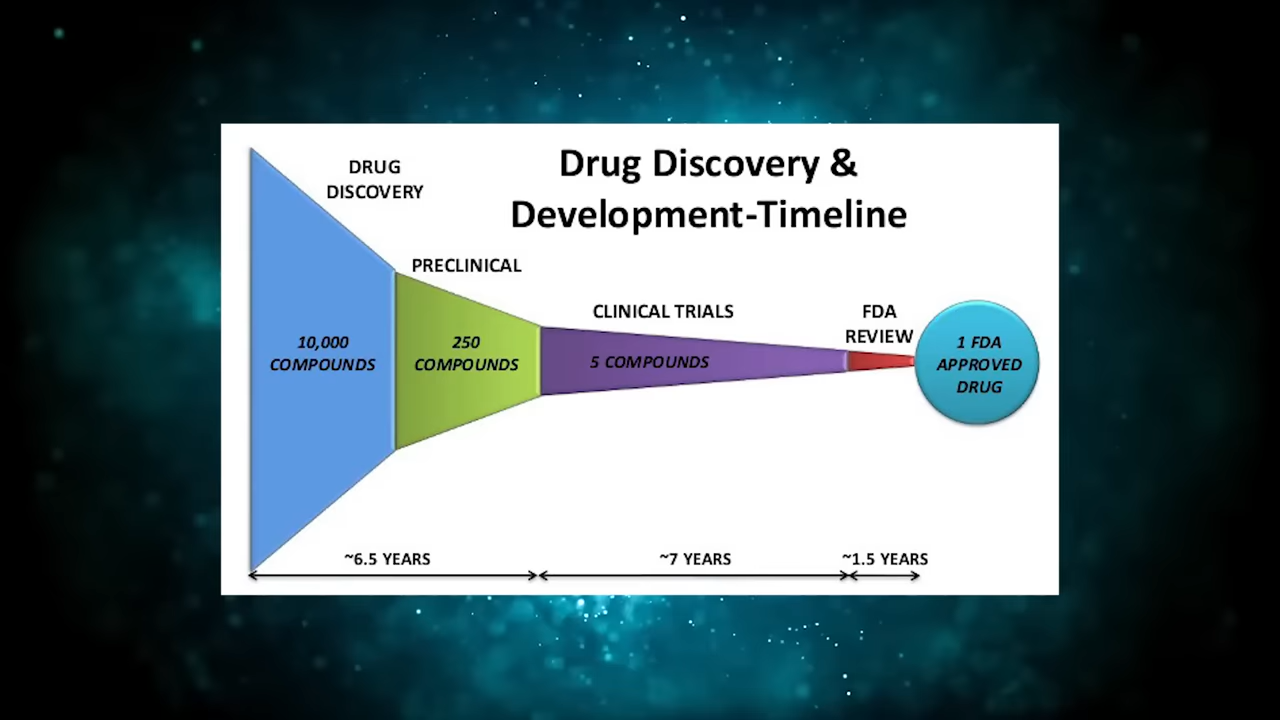 Drug Discovery &
Development-Timeline
DRUG
DISCOVERY
PRECLINICAL
CLINICAL TRIALS
FDA
REVIEW
10,000
COMPOUNDS
250
COMPOUNDS
5 COMPOUNDS
1 FDA
APPROVED
DRUG
~6.5 YEARS
~7 YEARS
~1.5 YEARS